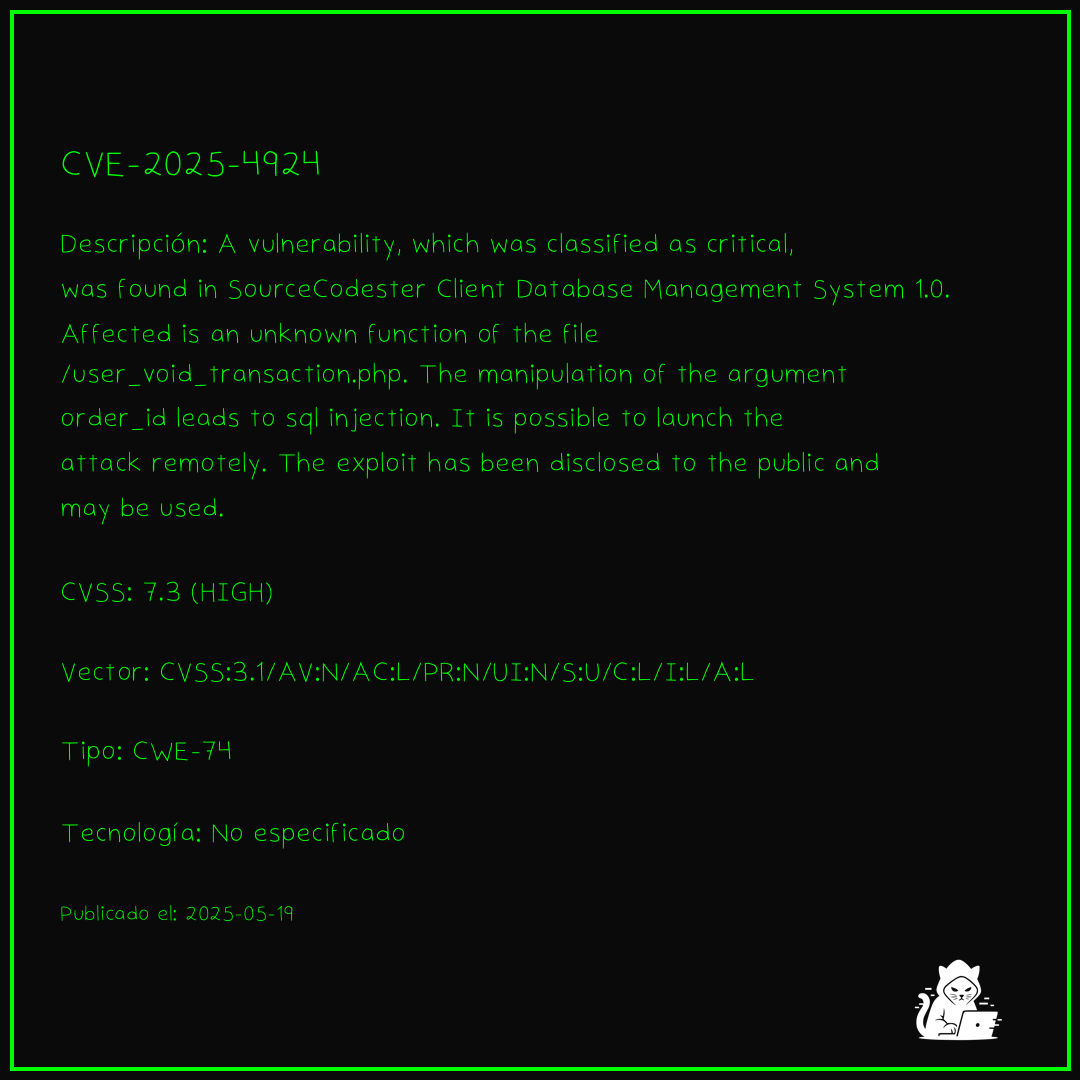 CVE-2025-4924
Descripción: A vulnerability, which was classified as critical,
was found in SourceCodester Client Database Management System 1.0.
Affected is an unknown function of the file
/user_void_transaction.php. The manipulation of the argument
order_id leads to sql injection. It is possible to launch the
attack remotely. The exploit has been disclosed to the public and
may be used.
CVSS: 7.3 (HIGH)
Vector: CVSS:3.1/AV:N/AC:L/PR:N/UI:N/S:U/C:L/I:L/A:L
Tipo: CWE-74
Tecnología: No especificado
Publicado el: 2025-05-19